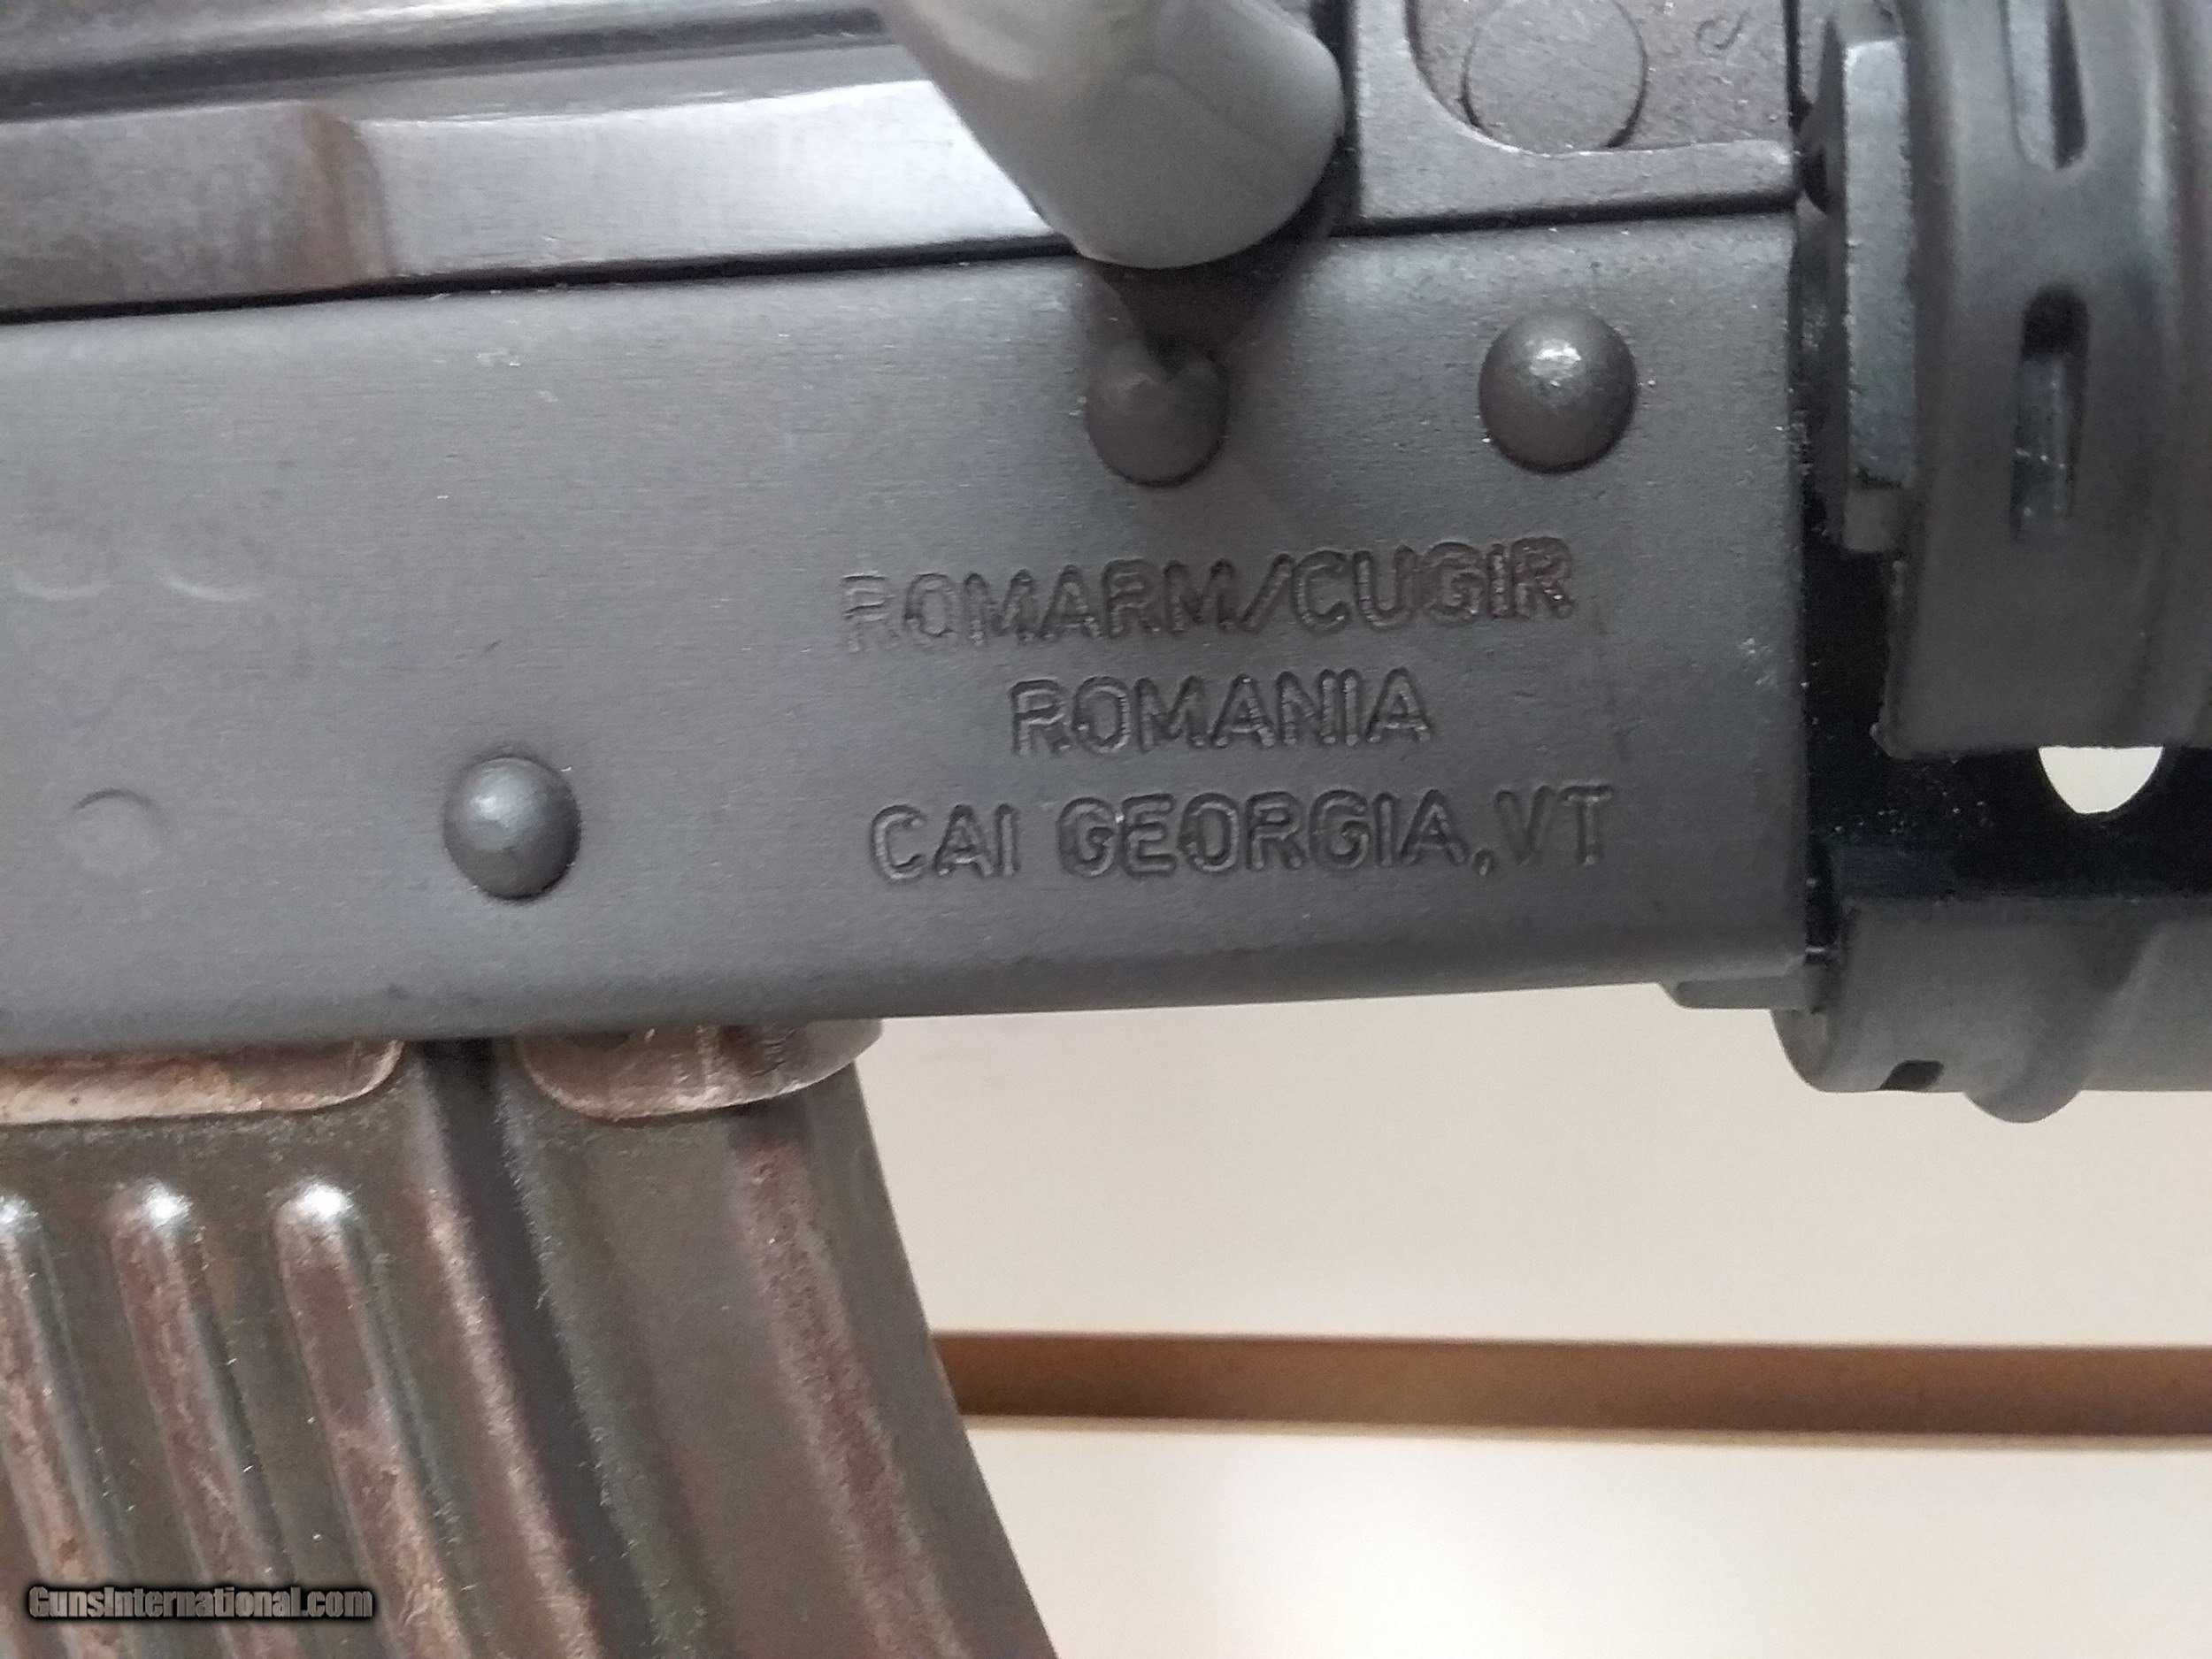 ROMARM/CUGIR
ROMANIA
CAI GEORGIA, VT
GunsInternational.com